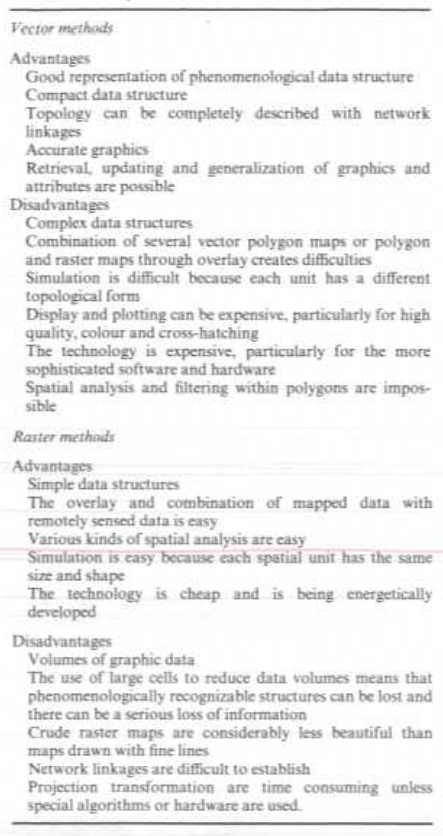 Vector methods
Advantages
Good representation of phenomenological data structure
Compact data structure
Topology can be completely described with network
linkages
Accurate graphics
Retrieval, updating and generalization of graphics and
attributes are possible
Disadvantages
Complex data structures
Combination of several vector polygon maps or polygon
and raster maps through overlay creates difficulties
Simulation is difficult because each unit has a different
topological form
Display and plotting can be expensive, particularly for high
quality, colour and cross-hatching
The technology is expensive, particularly for the more
sophisticated software and hardware
Spatial analysis and filtering within polygons are impos-
sible
Raster methods
Advantages
Simple data structures
The overlay and combination of mapped data with
remotely sensed data is easy
Various kinds of spatial analysis are easy
Simulation is easy because each spatial unit has the same
size and shape
The technology is cheap and is being energetically
developed
Disadvantages
Volumes of graphic data
The use of large cells to reduce data volumes means that
phenomenologically recognizable structures can be lost and
there can be a serious loss of information
Crude raster maps are considerably less beautiful than
maps drawn with fine lines
Network linkages are difficult to establish
Projection transformation are time consuming unless
special algorithms or hardware are used.